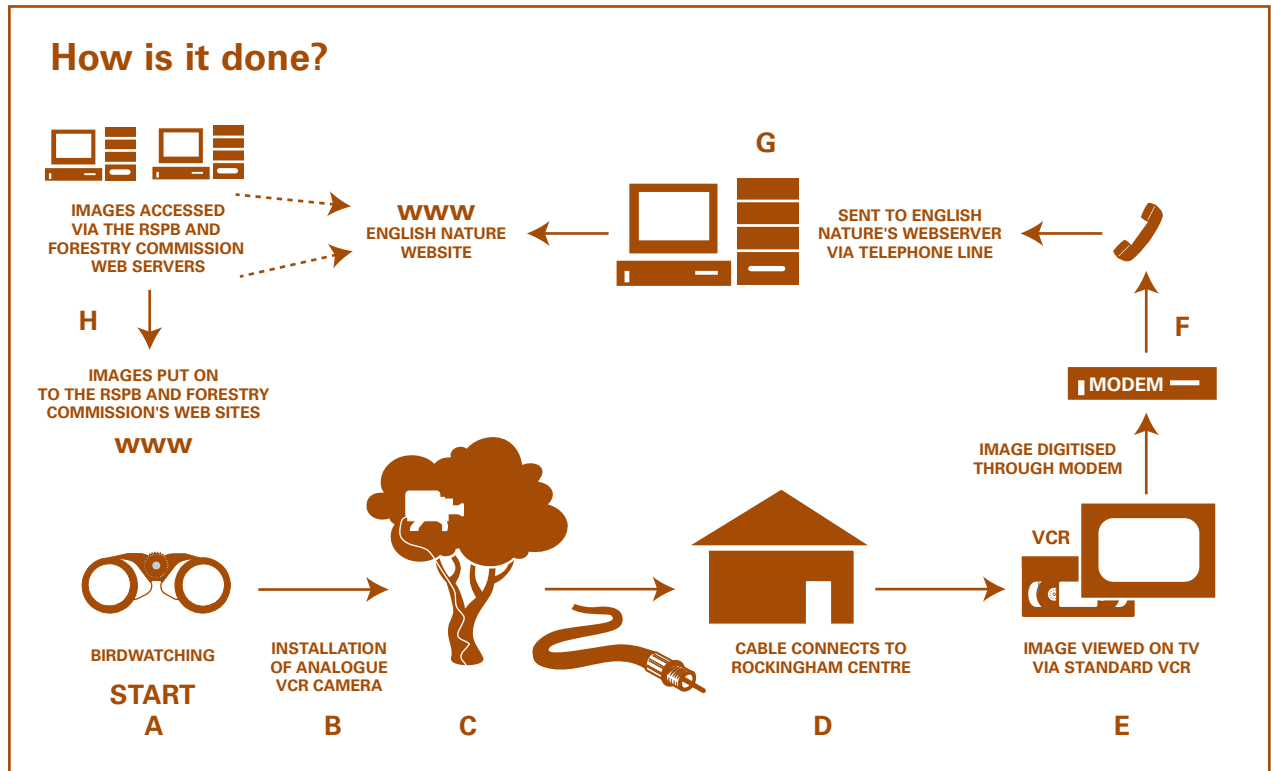 How is it done?
IMAGES ACCESSED
VIA THE RSPB AND
FORESTRY COMMISSION
WEB SERVERS
www
ENGLISH NATURE
WEBSITE
G
SENT TO ENGLISH
NATURE'S WEBSERVER
VIA TELEPHONE LINE
H
F
IMAGES PUT ON
TO THE RSPB AND FORESTRY
COMMISSION'S WEB SITES
www
MODEM
IMAGE DIGITISED
THROUGH MODEM
VCR
BIRDWATCHING
START
A
INSTALLATION
OF ANALOGUE
VCR CAMERA
B
C
CABLE CONNECTS TO
ROCKINGHAM CENTRE
D
IMAGE VIEWED ON TV
VIA STANDARD VCR
E